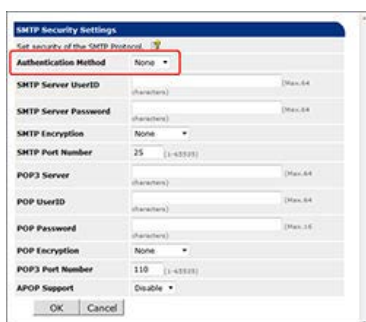 SMTP Security Settings
Set security of the SMTP Protocol.
Authentication Method None
SMTP Server UserID (Max.64 characters)
SMTP Server Password (Max.64 characters)
SMTP Encryption None
SMTP Port Number 25 (1-65535)
POP3 Server (Max.64 characters)
POP UserID (Max.64 characters)
POP Password (Max.16 characters)
POP Encryption None
POP3 Port Number 110 (1-65535)
APOP Support Disable
OK Cancel